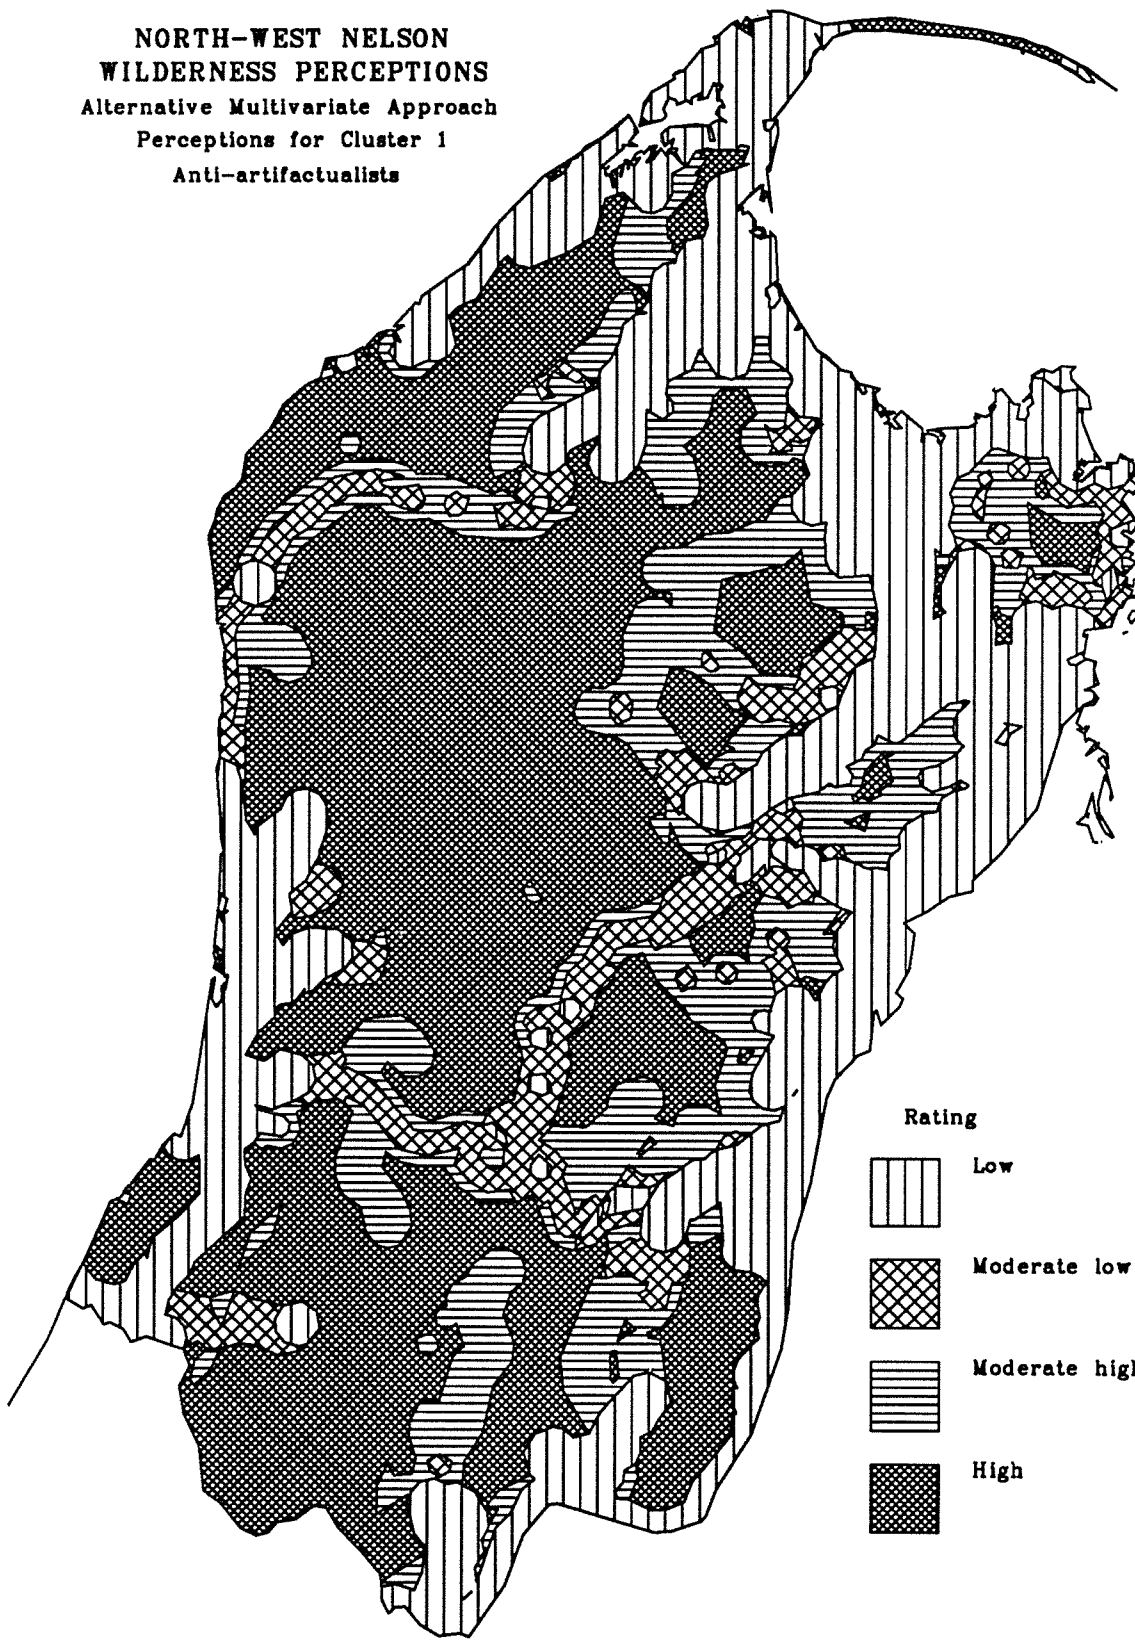 NORTH-WEST NELSON
WILDERNESS PERCEPTIONS
Alternative Multivariate Approach
Perceptions for Cluster 1
Anti-artifactualists
Rating
Low
Moderate low
Moderate high
High